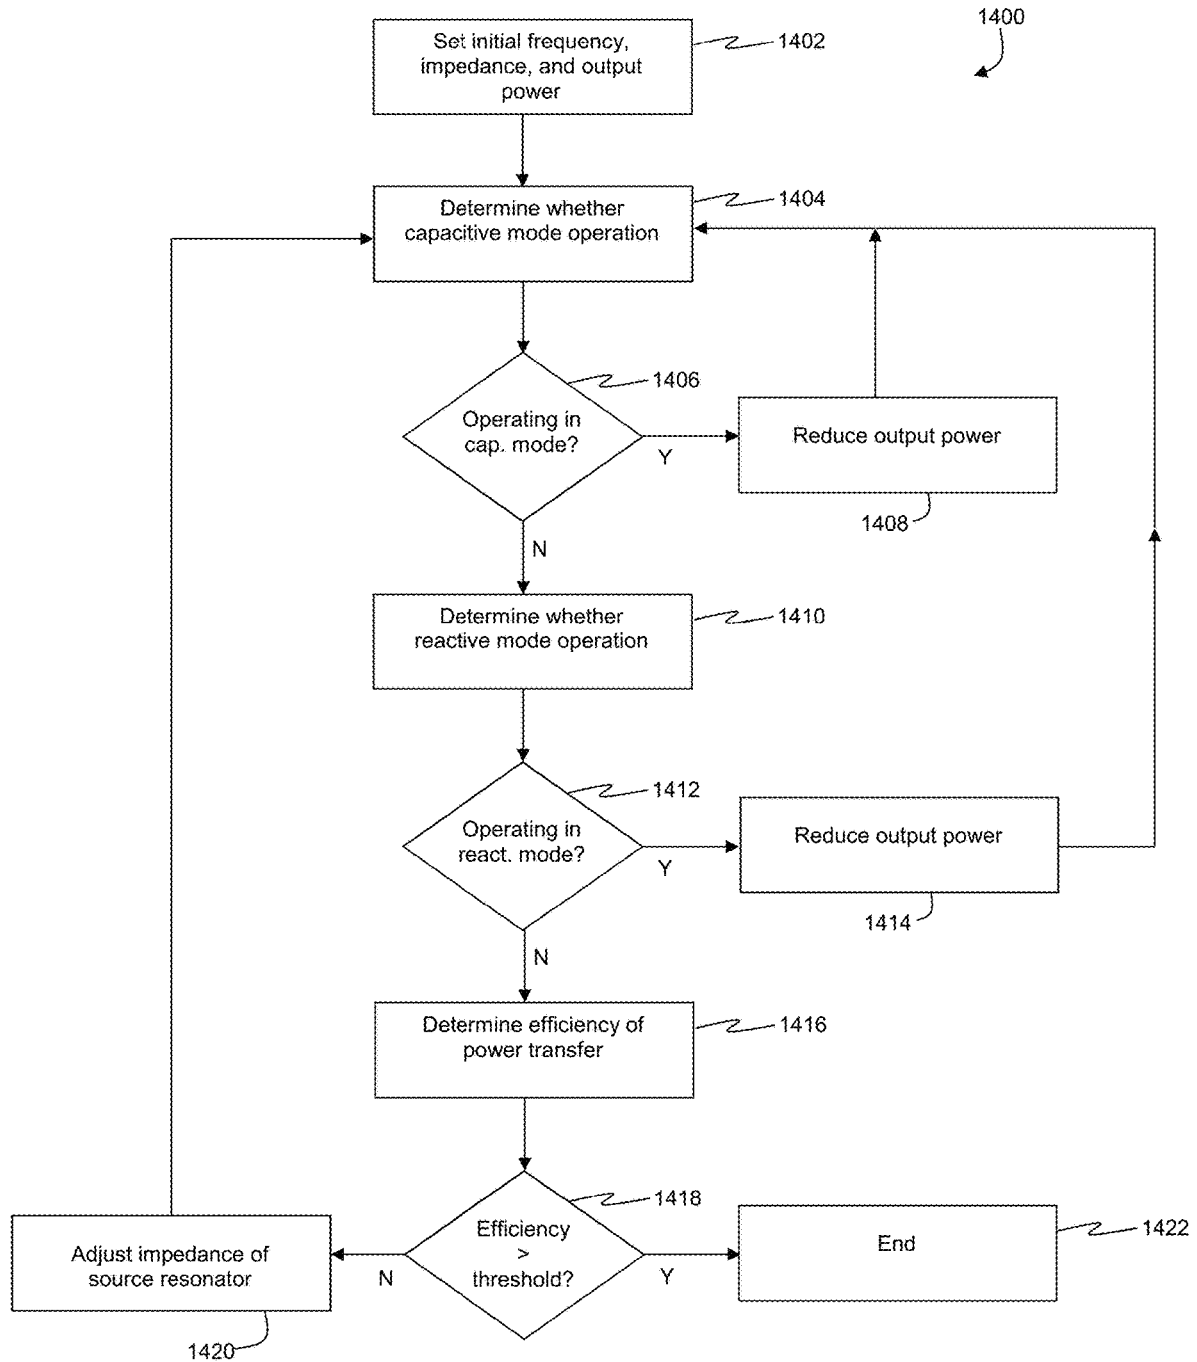 1400
Set initial frequency,
impedance, and output
power
1402
Determine whether
capacitive mode operation
1404
Operating in
cap. mode?
1406
Y
Reduce output power
1408
N
Determine whether
reactive mode operation
1410
Operating in
react. mode?
1412
Y
Reduce output power
1414
N
Determine efficiency of
power transfer
1416
Efficiency
>
threshold?
1418
N
Adjust impedance of
source resonator
1420
Y
End
1422